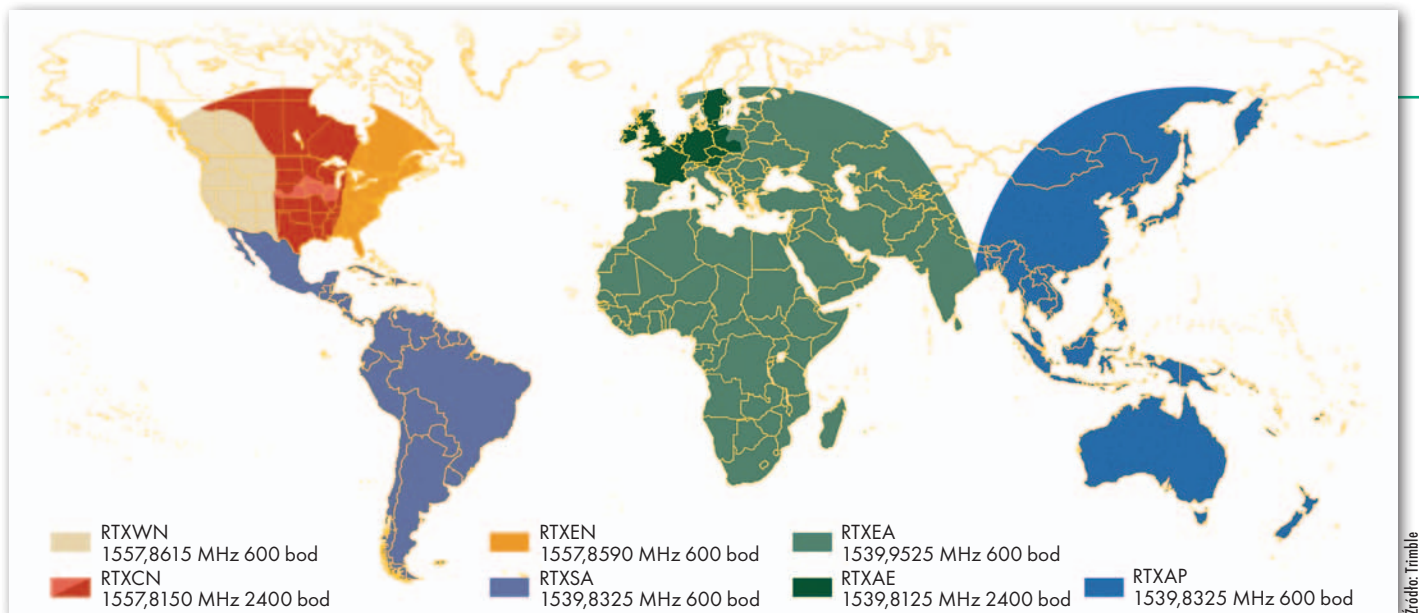 RTXWN
1557,8615 MHz 600 bod
RTXCN
1557,8150 MHz 2400 bod
RTXEN
1557,8590 MHz 600 bod
RTXSA
1539,8325 MHz 600 bod
RTXEA
1539,9525 MHz 600 bod
RTXAE
1539,8125 MHz 2400 bod
RTXAP
1539,8325 MHz 600 bod
Źródło: Trimble